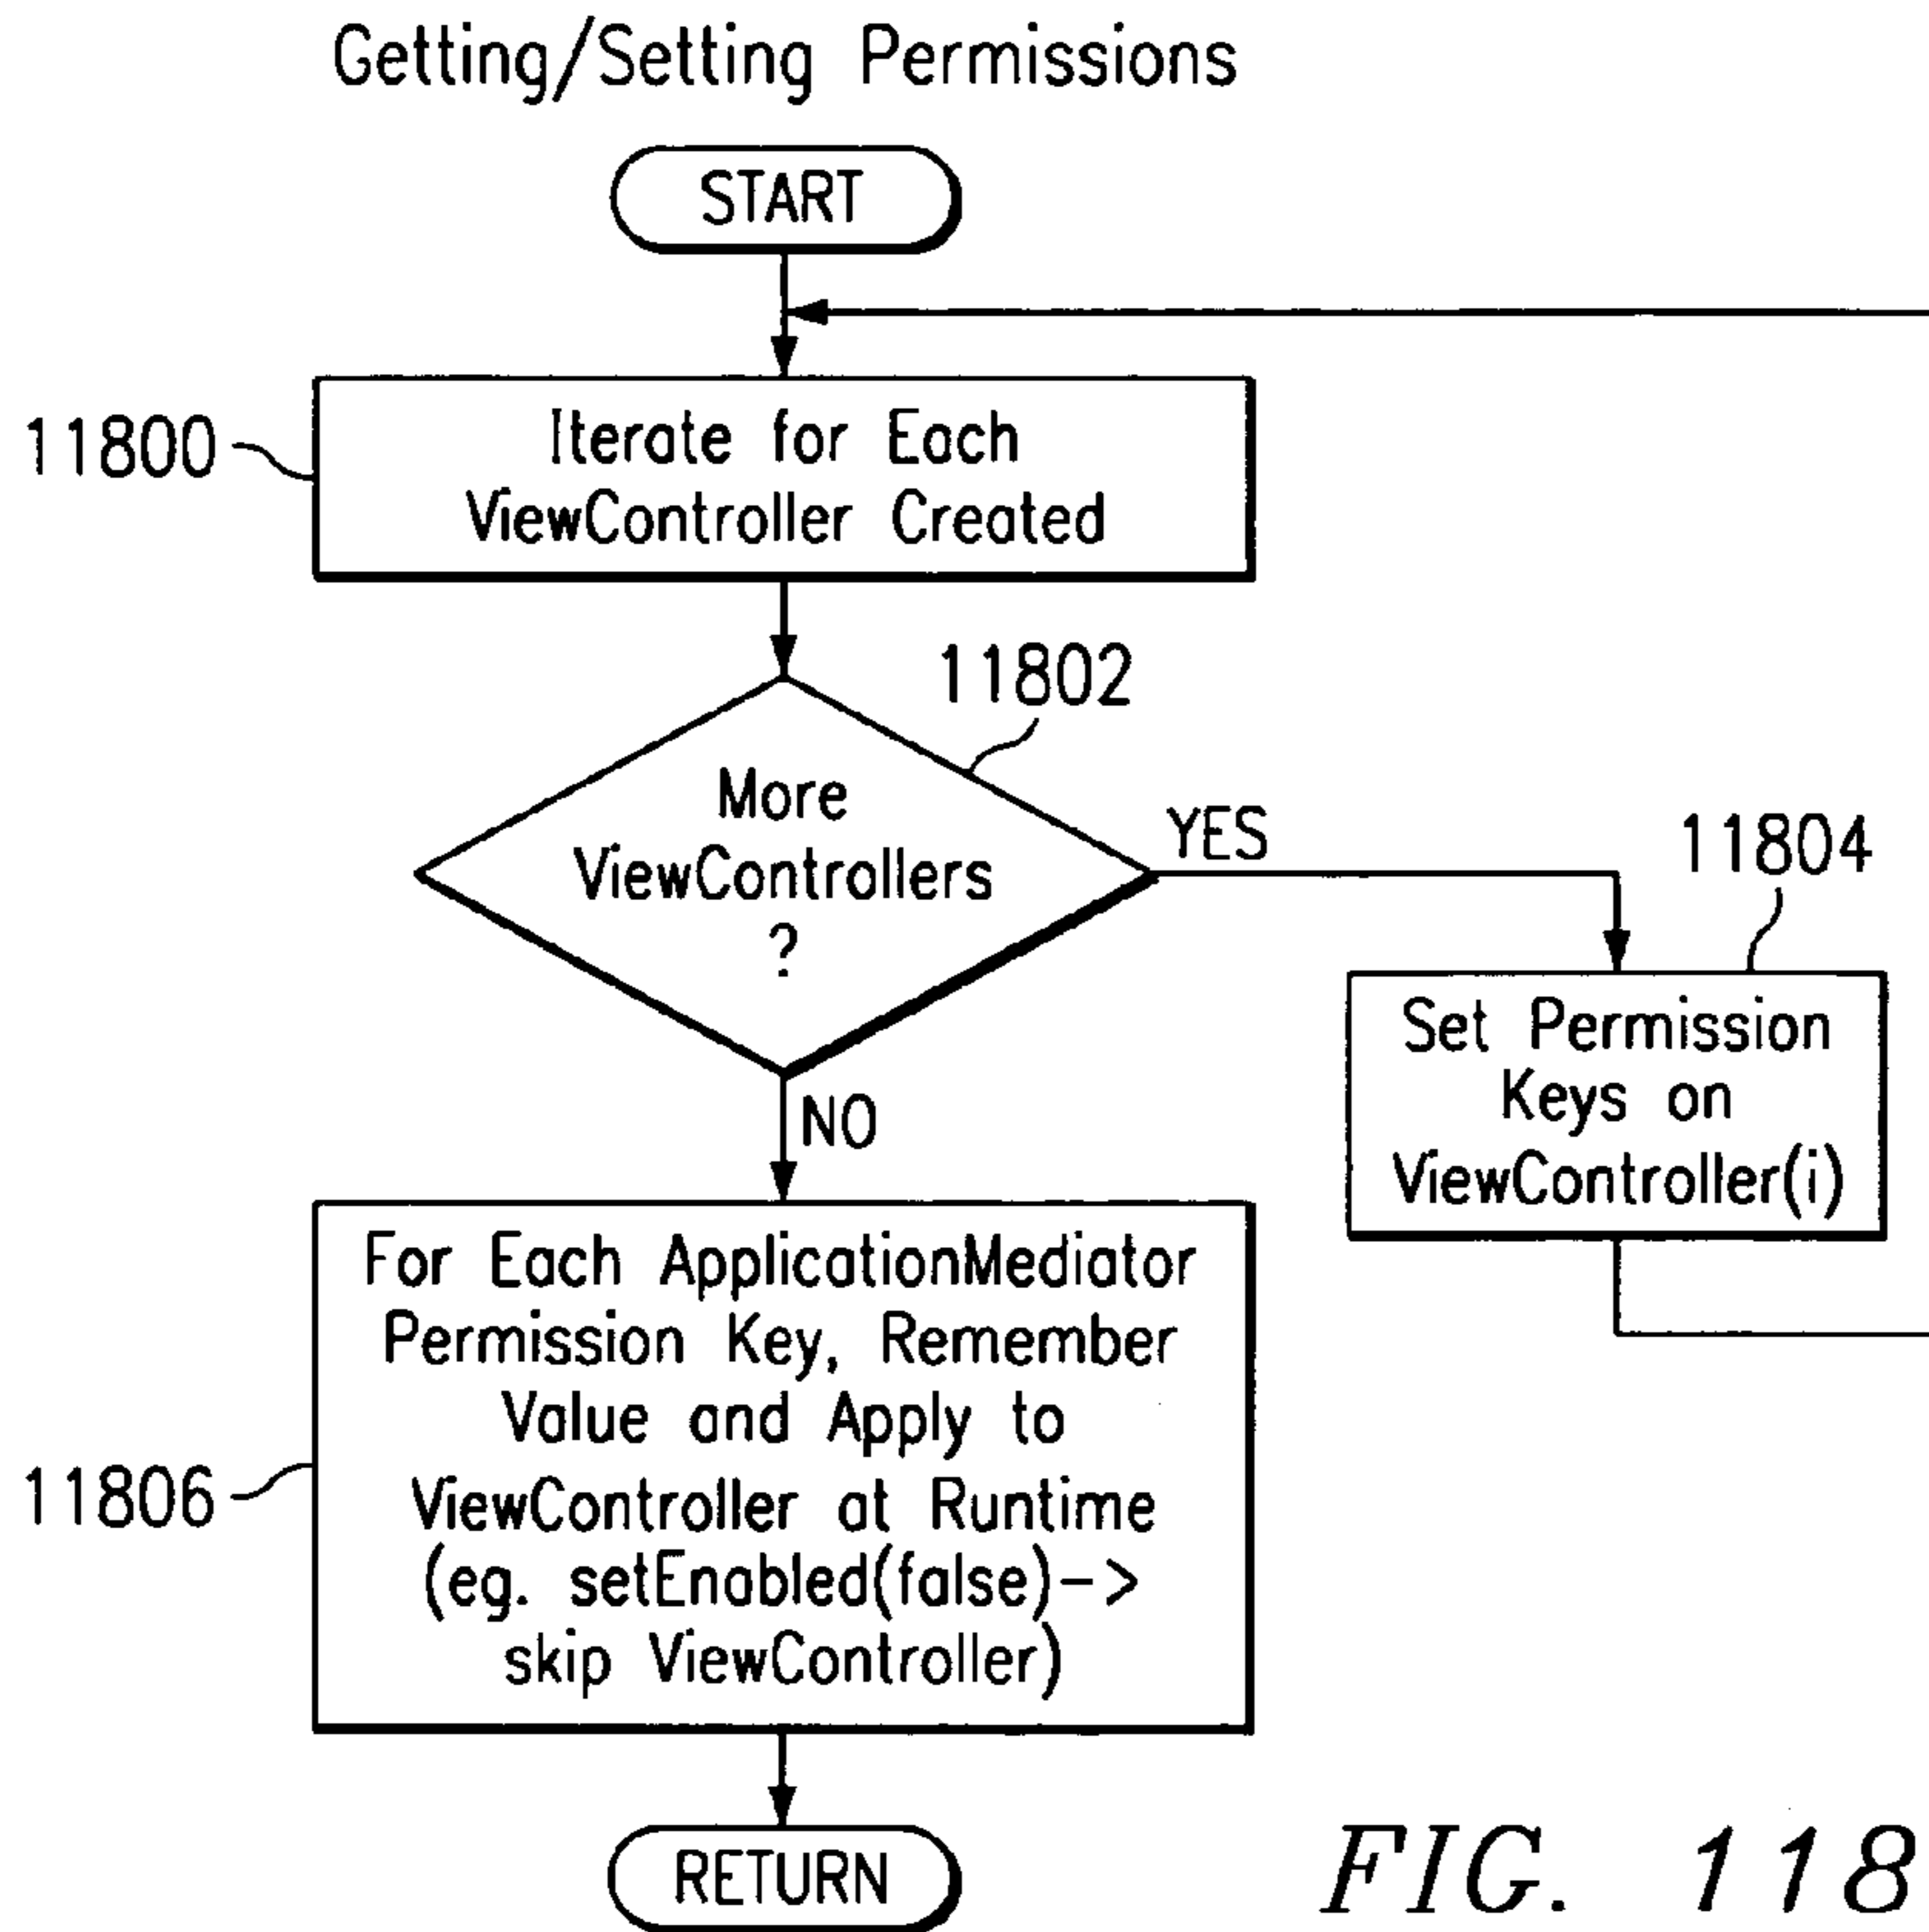 Getting/Setting Permissions
START
11800
Iterate for Each
ViewController Created
11802
More
ViewControllers
?
YES
11804
Set Permission
Keys on
ViewController(i)
NO
11806
For Each ApplicationMediator
Permission Key, Remember
Value and Apply to
ViewController at Runtime
(eg. setEnabled(false)->
skip ViewController)
RETURN
FIG. 118